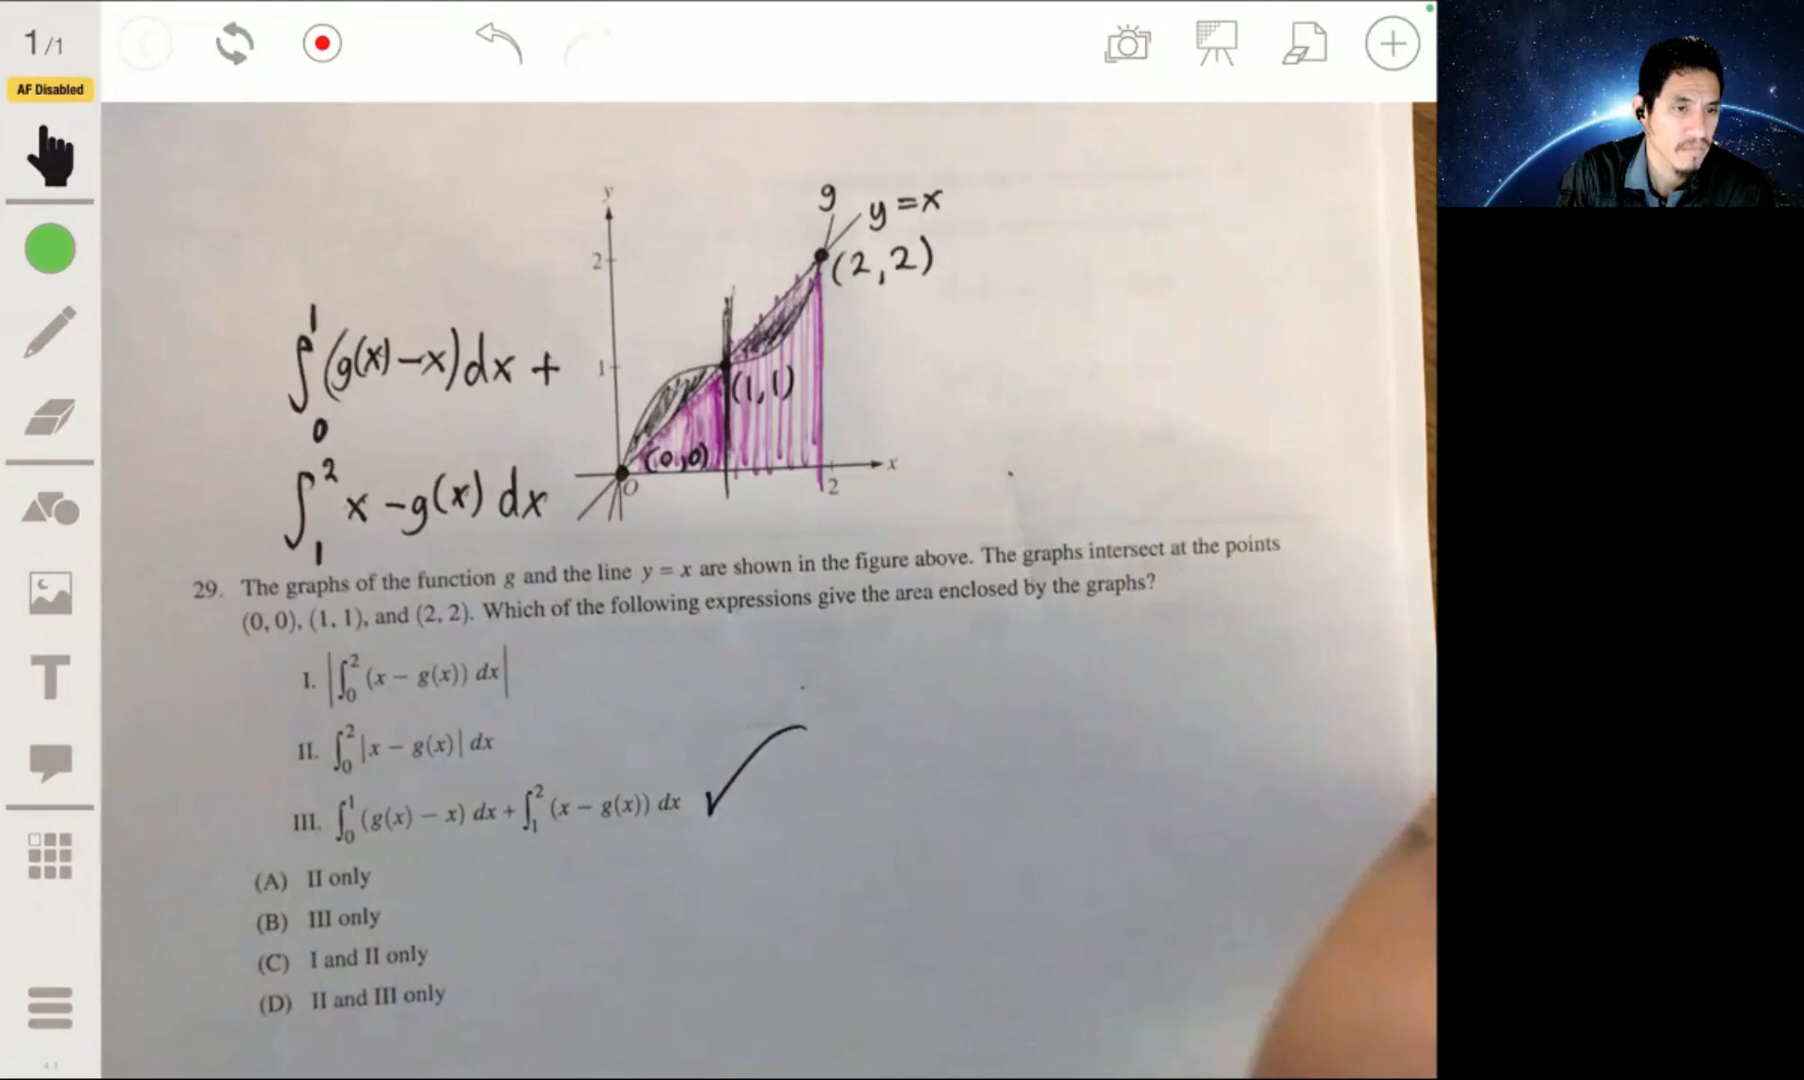 1/1
AF Disabled
y
g
y=x
2
(2,2)
∫₀¹(g(x)-x)dx +
1
(1,1)
(0,0)
x
O
2
∫₁² x-g(x) dx
29. The graphs of the function g and the line y = x are shown in the figure above. The graphs intersect at the points
(0, 0), (1, 1), and (2, 2). Which of the following expressions give the area enclosed by the graphs?
I. |∫₀² (x − g(x)) dx|
II. ∫₀² |x − g(x)| dx
III. ∫₀¹ (g(x) − x) dx + ∫₁² (x − g(x)) dx
(A) II only
(B) III only
(C) I and II only
(D) II and III only
T